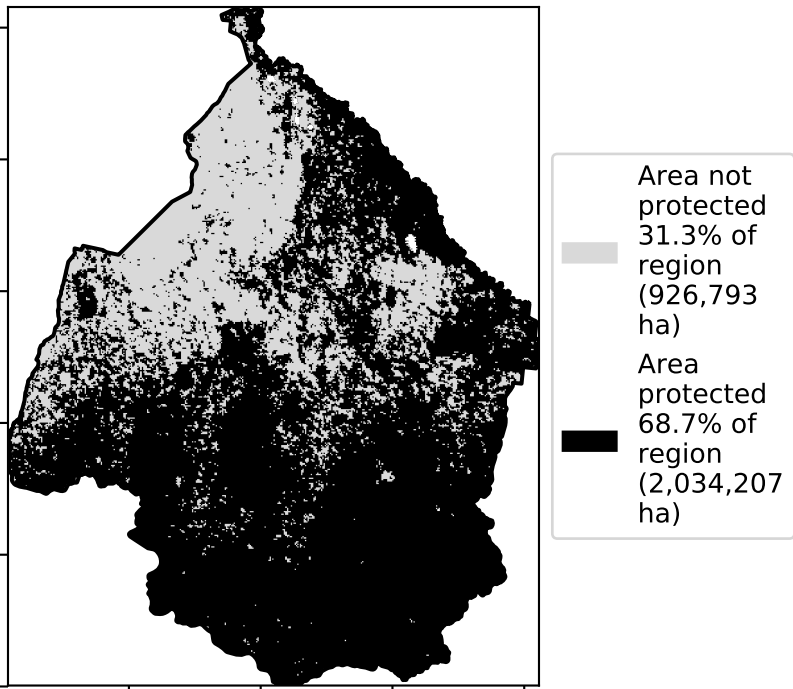 Area not
protected
31.3% of
region
(926,793
ha)
Area
protected
68.7% of
region
(2,034,207
ha)